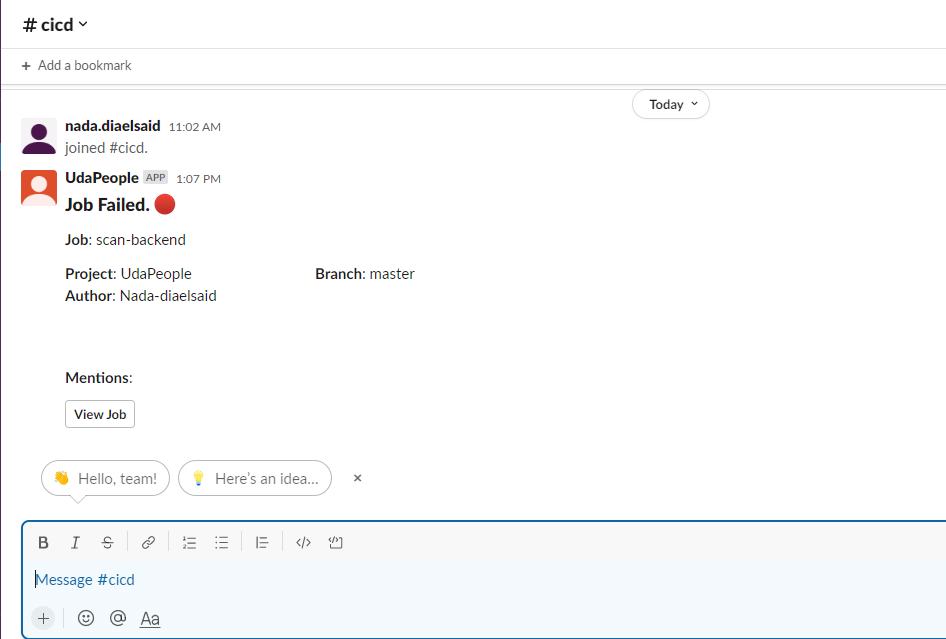 # cicd
+ Add a bookmark
Today
nada.diaelsaid 11:02 AM
joined #cicd.
UdaPeople APP 1:07 PM
Job Failed.
Job: scan-backend
Project: UdaPeople Branch: master
Author: Nada-diaelsaid
Mentions:
View Job
Hello, team! Here's an idea...
B I S
Message #cicd
+ @ Aa